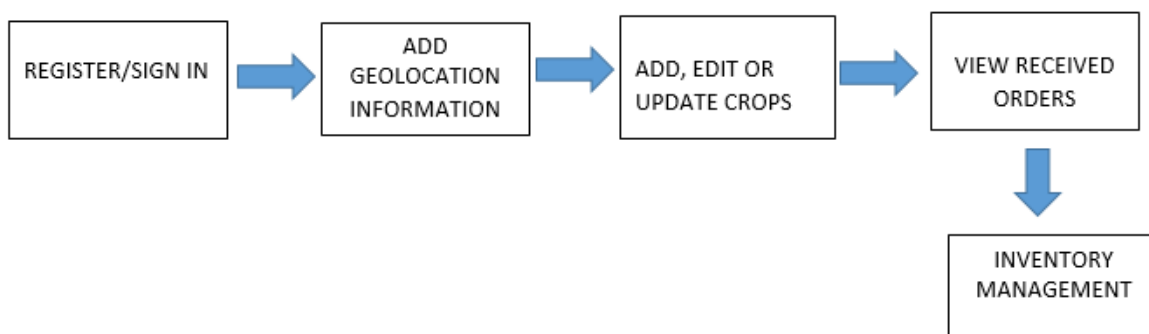 REGISTER/SIGN IN
ADD
GEOLOCATION
INFORMATION
ADD, EDIT OR
UPDATE CROPS
VIEW RECEIVED
ORDERS
INVENTORY
MANAGEMENT